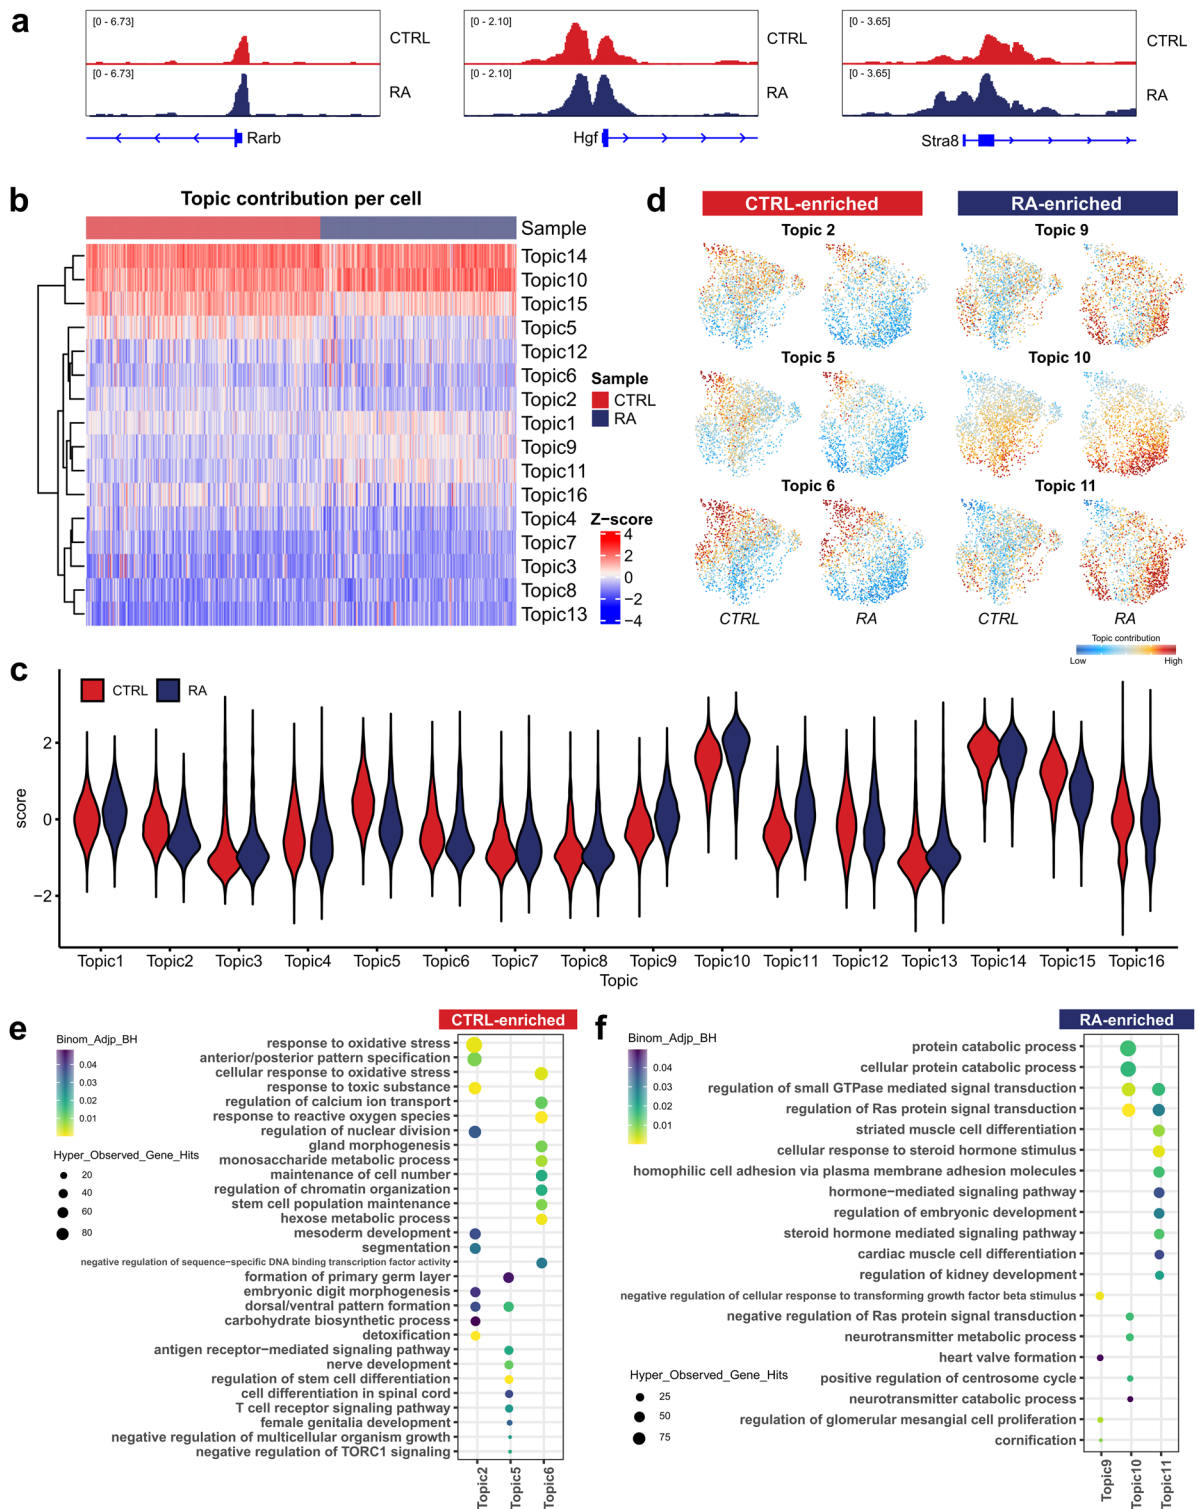 a
[0 - 6.73]
CTRL
[0 - 6.73]
RA
Rarb
[0 - 2.10]
CTRL
[0 - 2.10]
RA
Hgf
[0 - 3.65]
CTRL
[0 - 3.65]
RA
Stra8
b
Topic contribution per cell
Sample
Topic14
Topic10
Topic15
Topic5
Topic12
Topic6
Topic2
Topic1
Topic9
Topic11
Topic16
Topic4
Topic7
Topic3
Topic8
Topic13
Sample
CTRL
RA
Z−score
4
2
0
−2
−4
d
CTRL-enriched
RA-enriched
Topic 2
Topic 9
Topic 5
Topic 10
Topic 6
Topic 11
CTRL
RA
CTRL
RA
Topic contribution
Low
High
c
CTRL
RA
score
2
0
−2
Topic1
Topic2
Topic3
Topic4
Topic5
Topic6
Topic7
Topic8
Topic9
Topic10
Topic11
Topic12
Topic13
Topic14
Topic15
Topic16
Topic
e
CTRL-enriched
Binom_Adjp_BH
0.04
0.03
0.02
0.01
Hyper_Observed_Gene_Hits
20
40
60
80
response to oxidative stress
anterior/posterior pattern specification
cellular response to oxidative stress
response to toxic substance
regulation of calcium ion transport
response to reactive oxygen species
regulation of nuclear division
gland morphogenesis
monosaccharide metabolic process
maintenance of cell number
regulation of chromatin organization
stem cell population maintenance
hexose metabolic process
mesoderm development
segmentation
negative regulation of sequence−specific DNA binding transcription factor activity
formation of primary germ layer
embryonic digit morphogenesis
dorsal/ventral pattern formation
carbohydrate biosynthetic process
detoxification
antigen receptor−mediated signaling pathway
nerve development
regulation of stem cell differentiation
cell differentiation in spinal cord
T cell receptor signaling pathway
female genitalia development
negative regulation of multicellular organism growth
negative regulation of TORC1 signaling
Topic2
Topic5
Topic6
f
RA-enriched
Binom_Adjp_BH
0.04
0.03
0.02
0.01
Hyper_Observed_Gene_Hits
25
50
75
protein catabolic process
cellular protein catabolic process
regulation of small GTPase mediated signal transduction
regulation of Ras protein signal transduction
striated muscle cell differentiation
cellular response to steroid hormone stimulus
homophilic cell adhesion via plasma membrane adhesion molecules
hormone−mediated signaling pathway
regulation of embryonic development
steroid hormone mediated signaling pathway
cardiac muscle cell differentiation
regulation of kidney development
negative regulation of cellular response to transforming growth factor beta stimulus
negative regulation of Ras protein signal transduction
neurotransmitter metabolic process
heart valve formation
positive regulation of centrosome cycle
neurotransmitter catabolic process
regulation of glomerular mesangial cell proliferation
cornification
Topic9
Topic10
Topic11